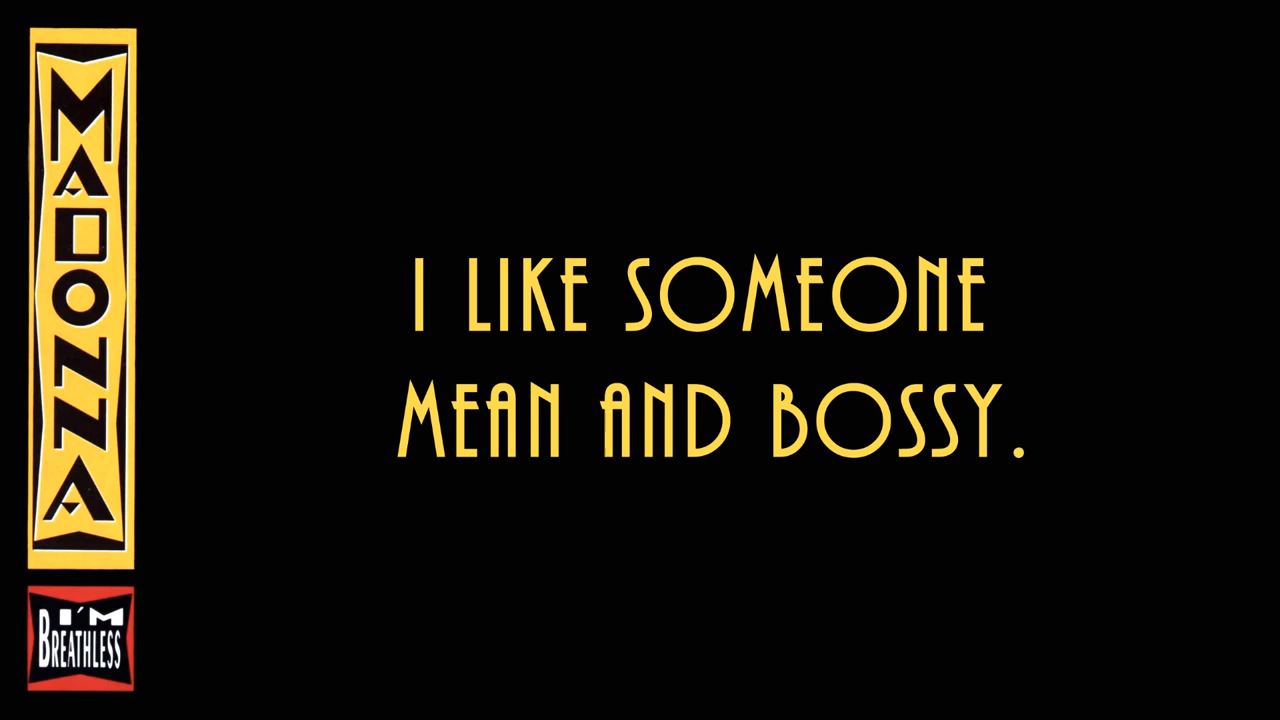 MADONNA
I'M
BREATHLESS
I LIKE SOMEONE
MEAN AND BOSSY.